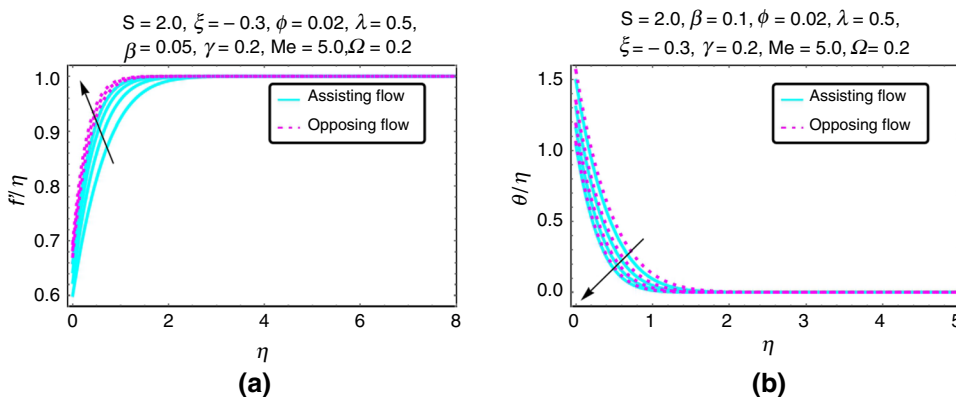 S = 2.0, ξ = − 0.3, ϕ = 0.02, λ = 0.5,
β = 0.05, γ = 0.2, Me = 5.0,Ω = 0.2
1.0
0.9
0.8
0.7
0.6
f′/ η
Assisting flow
Opposing flow
0
2
4
6
8
η
(a)
S = 2.0, β = 0.1, ϕ = 0.02, λ = 0.5,
ξ = − 0.3, γ = 0.2, Me = 5.0, Ω = 0.2
1.5
1.0
0.5
0.0
θ/ η
Assisting flow
Opposing flow
0
1
2
3
4
5
η
(b)